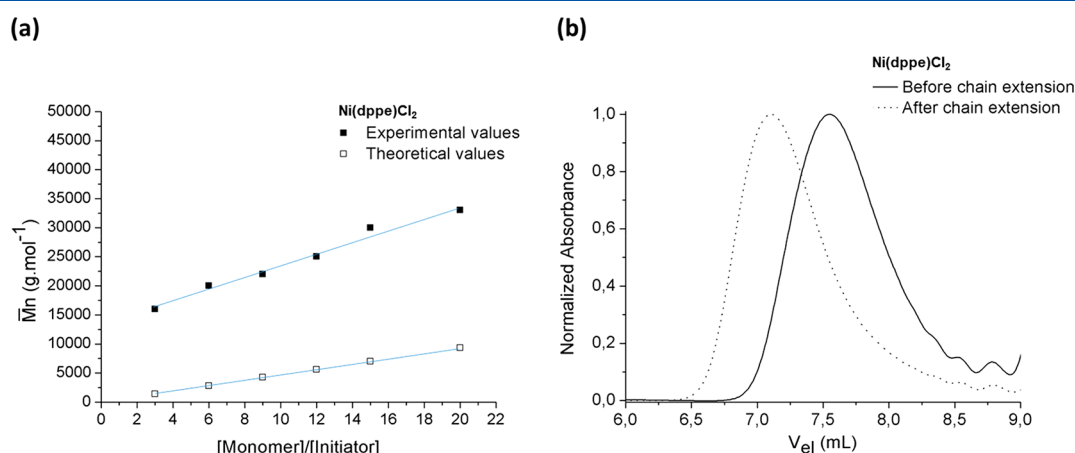 (a)
Ni(dppe)Cl₂
Experimental values
Theoretical values
50000
45000
40000
35000
30000
25000
20000
15000
10000
5000
0
M̅n (g.mol⁻¹)
0 2 4 6 8 10 12 14 16 18 20 22
[Monomer]/[Initiator]
(b)
Ni(dppe)Cl₂
Before chain extension
After chain extension
1,0
0,8
0,6
0,4
0,2
0,0
Normalized Absorbance
6,0 6,5 7,0 7,5 8,0 8,5 9,0
Vel (mL)